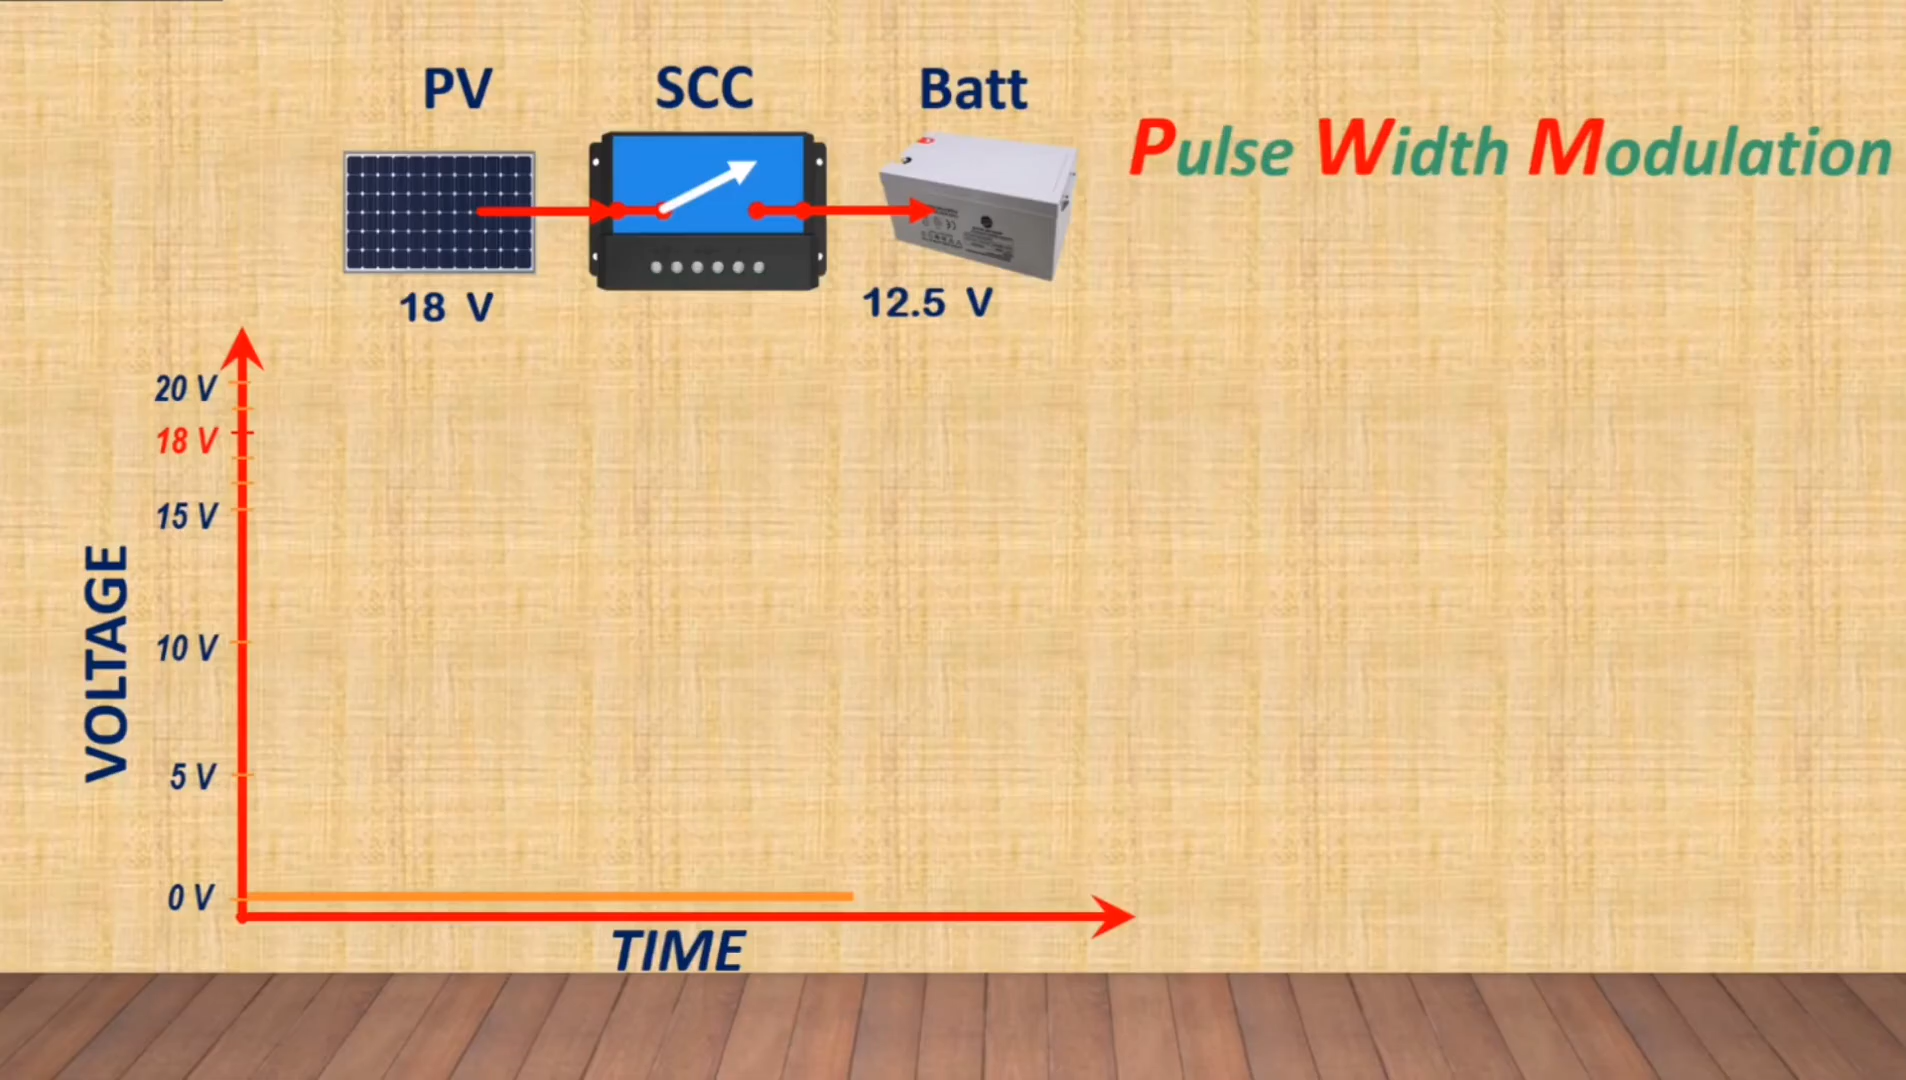 PV SCC Batt
Pulse Width Modulation
18 V 12.5 V
20 V
18 V
15 V
10 V
5 V
0 V
VOLTAGE
TIME